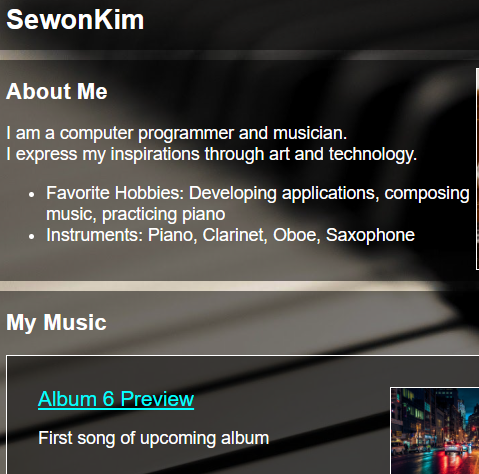 SewonKim
About Me
I am a computer programmer and musician.
I express my inspirations through art and technology.
• Favorite Hobbies: Developing applications, composing
music, practicing piano
• Instruments: Piano, Clarinet, Oboe, Saxophone
My Music
Album 6 Preview
First song of upcoming album